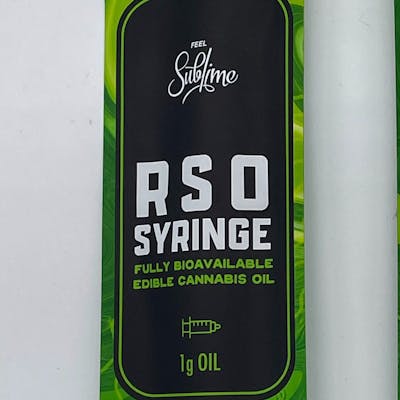 FEEL
Sublime
RSO
SYRINGE
FULLY BIOAVAILABLE
EDIBLE CANNABIS OIL
1g OIL